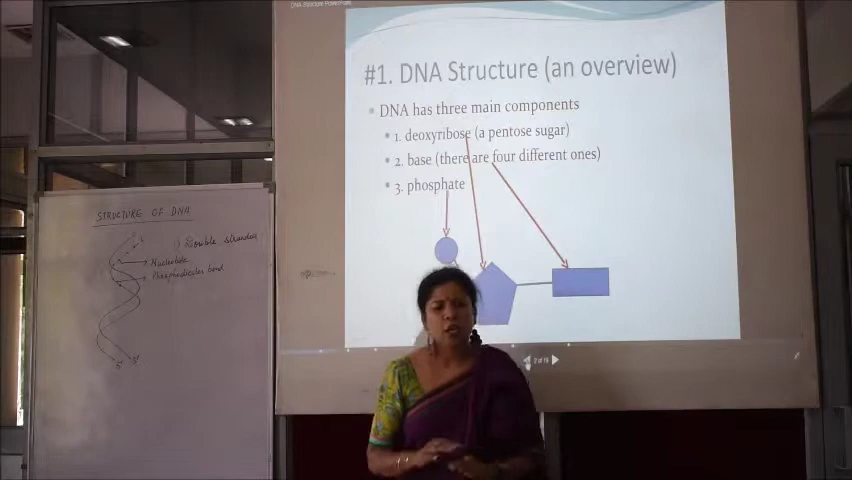 DNA Structure PowerPoint
#1. DNA Structure (an overview)
• DNA has three main components
• 1. deoxyribose (a pentose sugar)
• 2. base (there are four different ones)
• 3. phosphate
2 of 19
STRUCTURE OF DNA
1) Double stranded
Nucleotide
Phosphodiester bond
5' 3'